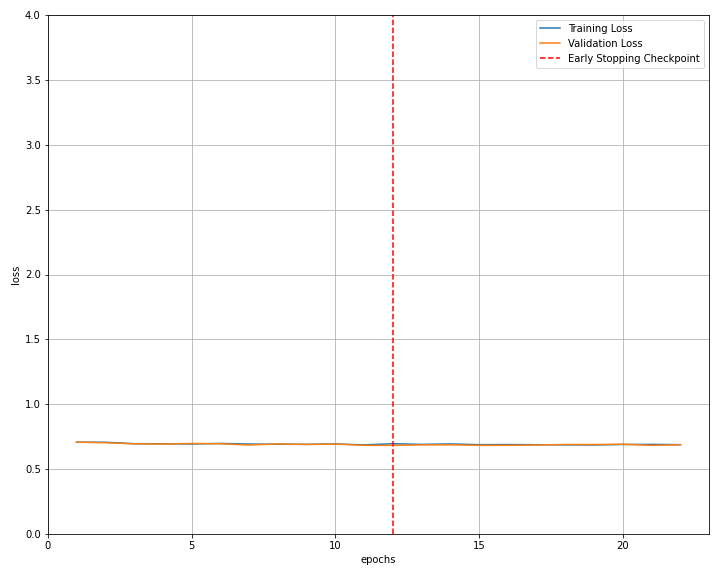 4.0
3.5
3.0
2.5
2.0
1.5
1.0
0.5
0.0
loss
0
5
10
15
20
epochs
Training Loss
Validation Loss
Early Stopping Checkpoint